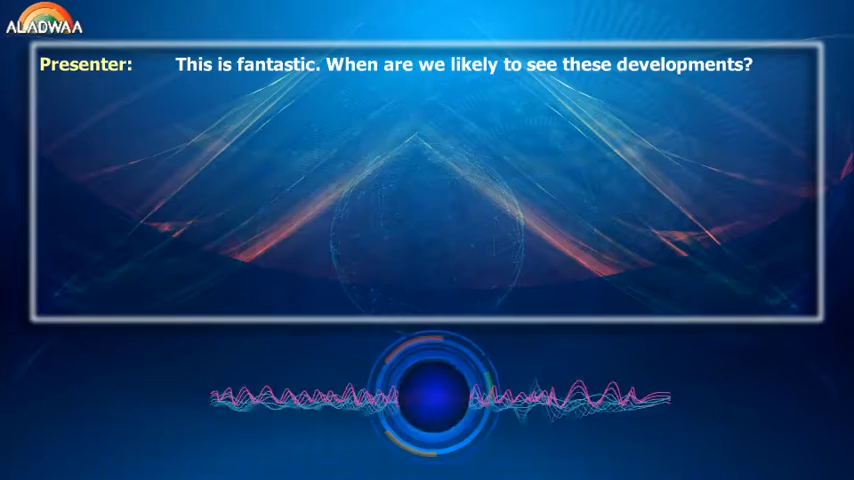 ALADWAA
Presenter: This is fantastic. When are we likely to see these developments?